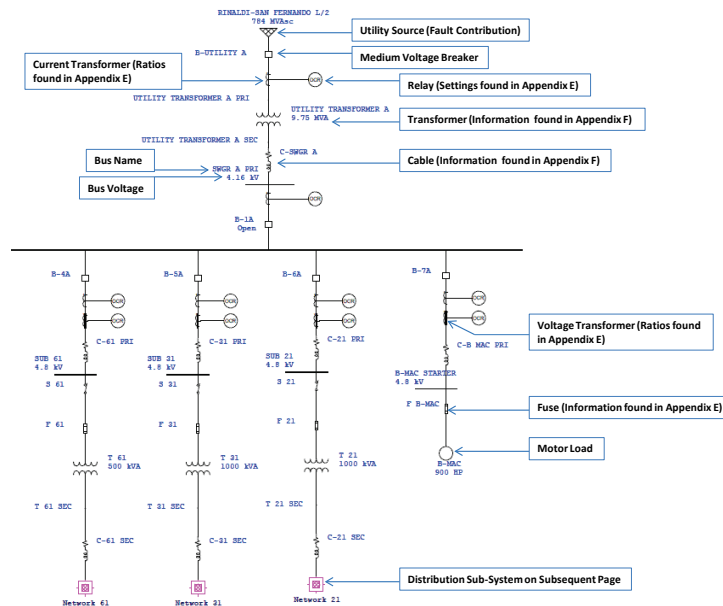 RINALDI-SAN FERNANDO L/2
784 MVAsc
Utility Source (Fault Contribution)
B-UTILITY A
Medium Voltage Breaker
Current Transformer (Ratios
found in Appendix E)
OCR
Relay (Settings found in Appendix E)
UTILITY TRANSFORMER A PRI
UTILITY TRANSFORMER A
9.75 MVA
Transformer (Information found in Appendix F)
UTILITY TRANSFORMER A SEC
C-SWGR A
Cable (Information found in Appendix F)
Bus Name
SWGR A PRI
4.16 kV
Bus Voltage
OCR
B-1A
Open
B-4A
B-5A
B-6A
B-7A
OCR
OCR
OCR
OCR
OCR
OCR
OCR
OCR
Voltage Transformer (Ratios found
in Appendix E)
C-61 PRI
C-31 PRI
C-21 PRI
C-B MAC PRI
SUB 61
4.8 kV
SUB 31
4.8 kV
SUB 21
4.8 kV
B-MAC STARTER
4.8 kV
S 61
S 31
S 21
F 61
F 31
F 21
F B-MAC
Fuse (Information found in Appendix E)
T 61
500 kVA
T 31
1000 kVA
T 21
1000 kVA
B-MAC
900 HP
Motor Load
T 61 SEC
T 31 SEC
T 21 SEC
C-61 SEC
C-31 SEC
C-21 SEC
Network 61
Network 31
Network 21
Distribution Sub-System on Subsequent Page